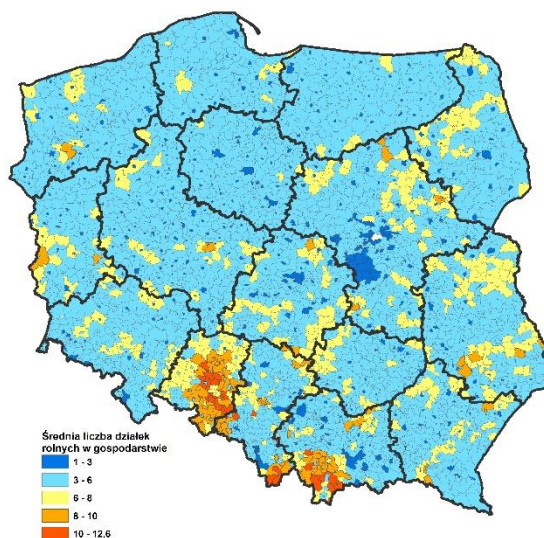 Średnia liczba działek
rolnych w gospodarstwie
1 - 3
3 - 6
6 - 8
8 - 10
10 - 12.6